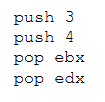 push 3
push 4
pop ebx
pop edx